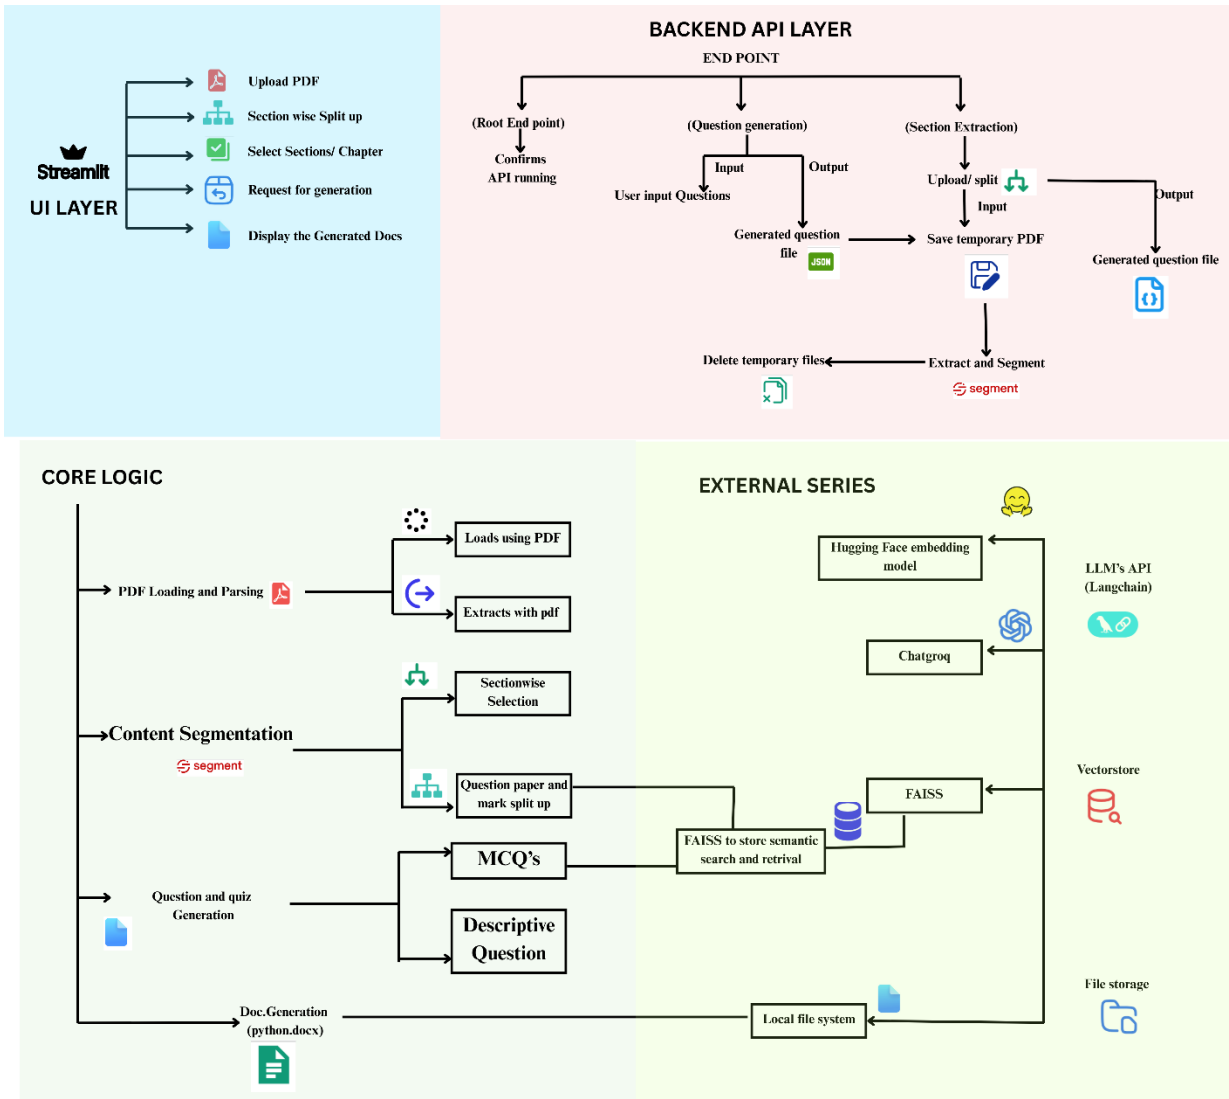 Streamlit
UI LAYER
Upload PDF
Section wise Split up
Select Sections/ Chapter
Request for generation
Display the Generated Docs
BACKEND API LAYER
END POINT
(Root End point)
Confirms
API running
(Question generation)
Input
Output
User input Questions
Generated question
file
JSON
(Section Extraction)
Upload/ split
Input
Output
Save temporary PDF
Generated question file
{}
Extract and Segment
segment
Delete temporary files
CORE LOGIC
PDF Loading and Parsing
Loads using PDF
Extracts with pdf
Content Segmentation
segment
Sectionwise
Selection
Question paper and
mark split up
Question and quiz
Generation
MCQ's
Descriptive
Question
Doc.Generation
(python.docx)
EXTERNAL SERIES
Hugging Face embedding
model
LLM's API
(Langchain)
Chatgroq
Vectorstore
FAISS
FAISS to store semantic
search and retrival
File storage
Local file system